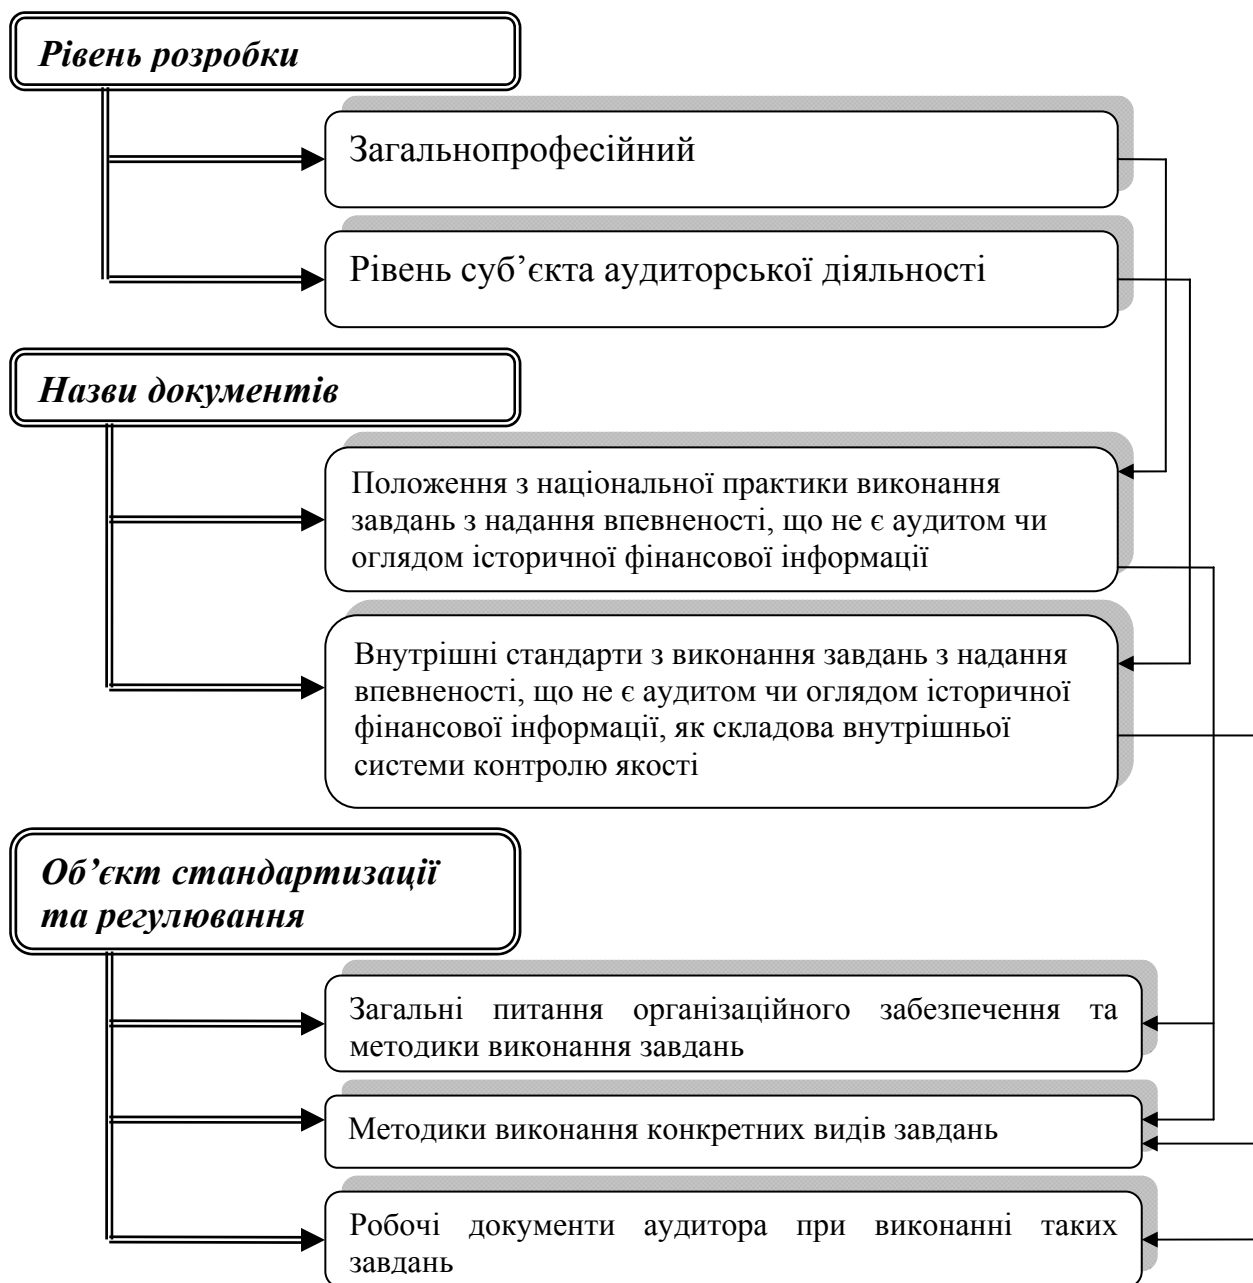 Рівень розробки
Загальнопрофесійний
Рівень суб’єкта аудиторської діяльності
Назви документів
Положення з національної практики виконання
завдань з надання впевненості, що не є аудитом чи
оглядом історичної фінансової інформації
Внутрішні стандарти з виконання завдань з надання
впевненості, що не є аудитом чи оглядом історичної
фінансової інформації, як складова внутрішньої
системи контролю якості
Об’єкт стандартизації
та регулювання
Загальні питання організаційного забезпечення та
методики виконання завдань
Методики виконання конкретних видів завдань
Робочі документи аудитора при виконанні таких
завдань